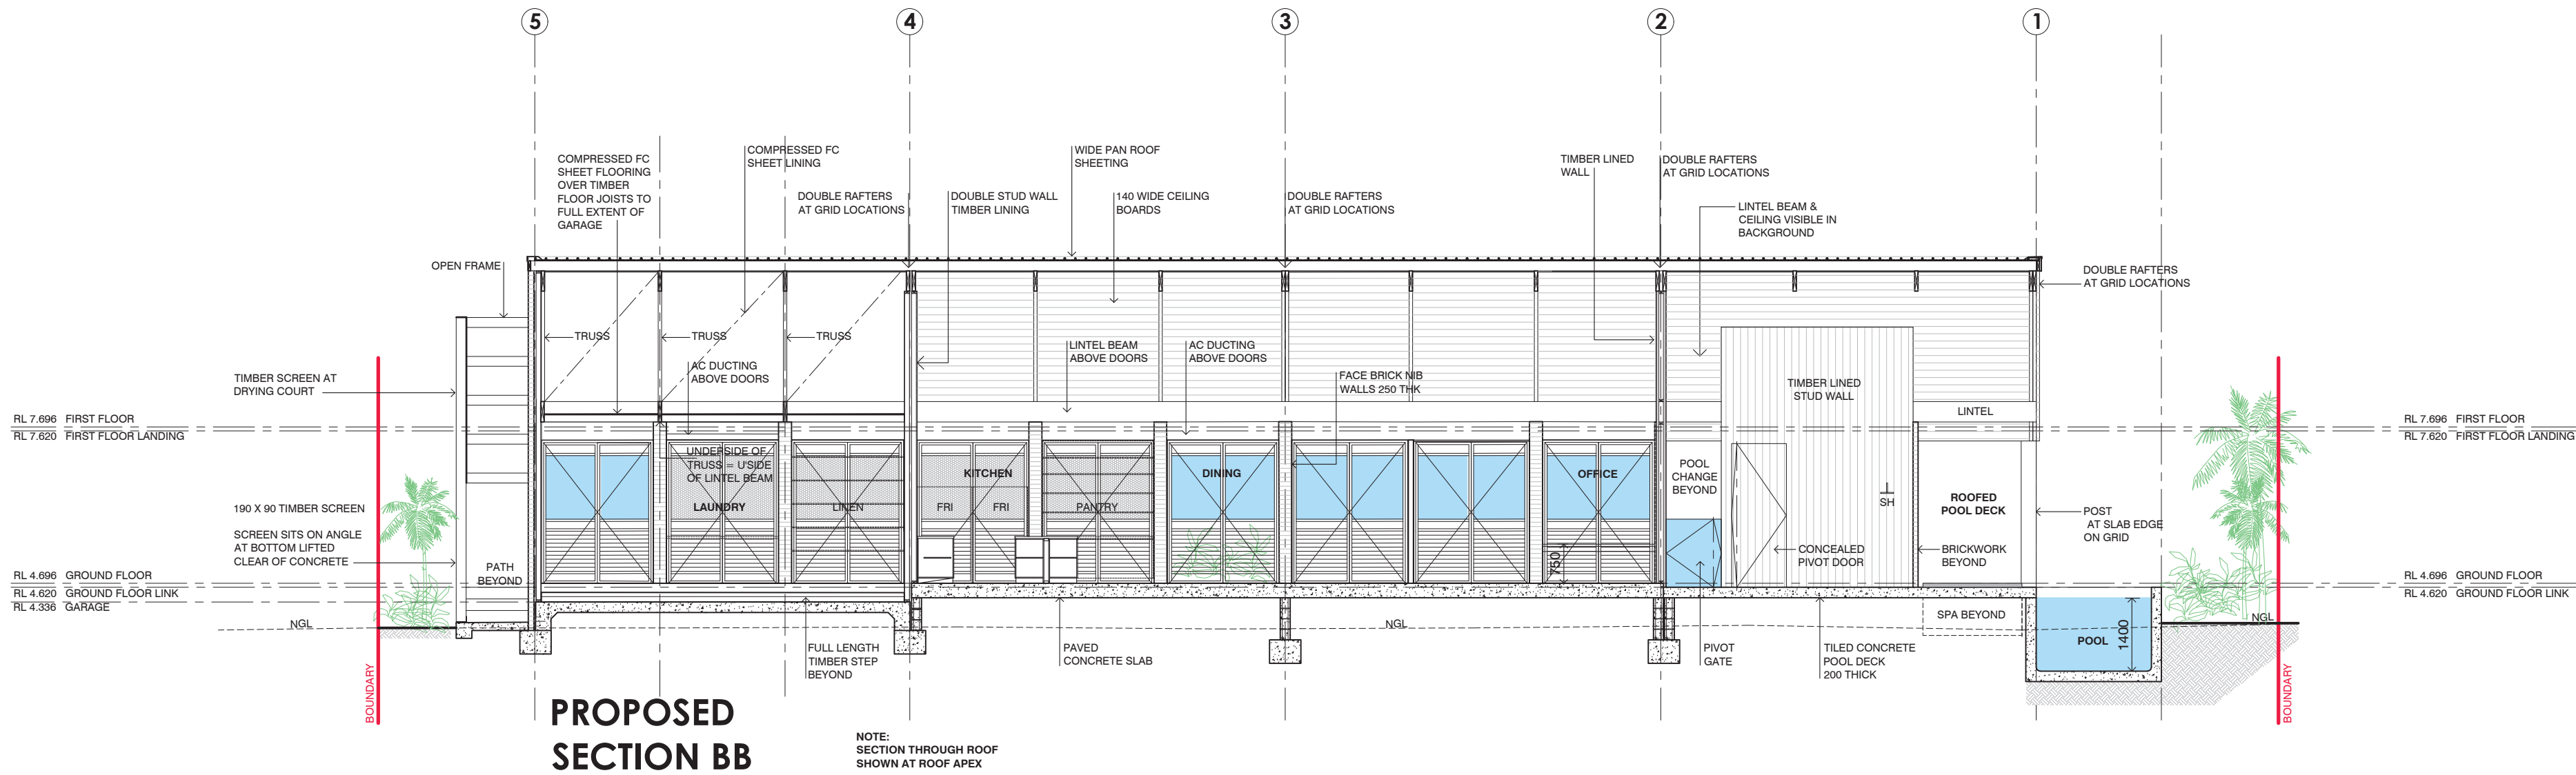 5
4
3
2
1
COMPRESSED FC
SHEET FLOORING
OVER TIMBER
FLOOR JOISTS TO
FULL EXTENT OF
GARAGE
COMPRESSED FC
SHEET LINING
DOUBLE RAFTERS
AT GRID LOCATIONS
DOUBLE STUD WALL
TIMBER LINING
WIDE PAN ROOF
SHEETING
140 WIDE CEILING
BOARDS
DOUBLE RAFTERS
AT GRID LOCATIONS
TIMBER LINED
WALL
DOUBLE RAFTERS
AT GRID LOCATIONS
LINTEL BEAM &
CEILING VISIBLE IN
BACKGROUND
DOUBLE RAFTERS
AT GRID LOCATIONS
OPEN FRAME
TRUSS
TRUSS
TRUSS
AC DUCTING
ABOVE DOORS
LINTEL BEAM
ABOVE DOORS
AC DUCTING
ABOVE DOORS
FACE BRICK NIB
WALLS 250 THK
TIMBER LINED
STUD WALL
LINTEL
TIMBER SCREEN AT
DRYING COURT
RL 7.696 FIRST FLOOR
RL 7.620 FIRST FLOOR LANDING
RL 7.696 FIRST FLOOR
RL 7.620 FIRST FLOOR LANDING
UNDERSIDE OF
TRUSS = U'SIDE
OF LINTEL BEAM
LAUNDRY
LINEN
KITCHEN
FRI
FRI
PANTRY
DINING
OFFICE
750
POOL
CHANGE
BEYOND
SH
ROOFED
POOL DECK
POST
AT SLAB EDGE
ON GRID
190 X 90 TIMBER SCREEN
SCREEN SITS ON ANGLE
AT BOTTOM LIFTED
CLEAR OF CONCRETE
PATH
BEYOND
CONCEALED
PIVOT DOOR
BRICKWORK
BEYOND
RL 4.696 GROUND FLOOR
RL 4.620 GROUND FLOOR LINK
RL 4.336 GARAGE
RL 4.696 GROUND FLOOR
RL 4.620 GROUND FLOOR LINK
NGL
NGL
NGL
SPA BEYOND
POOL
1400
FULL LENGTH
TIMBER STEP
BEYOND
PAVED
CONCRETE SLAB
PIVOT
GATE
TILED CONCRETE
POOL DECK
200 THICK
BOUNDARY
BOUNDARY
PROPOSED
SECTION BB
NOTE:
SECTION THROUGH ROOF
SHOWN AT ROOF APEX